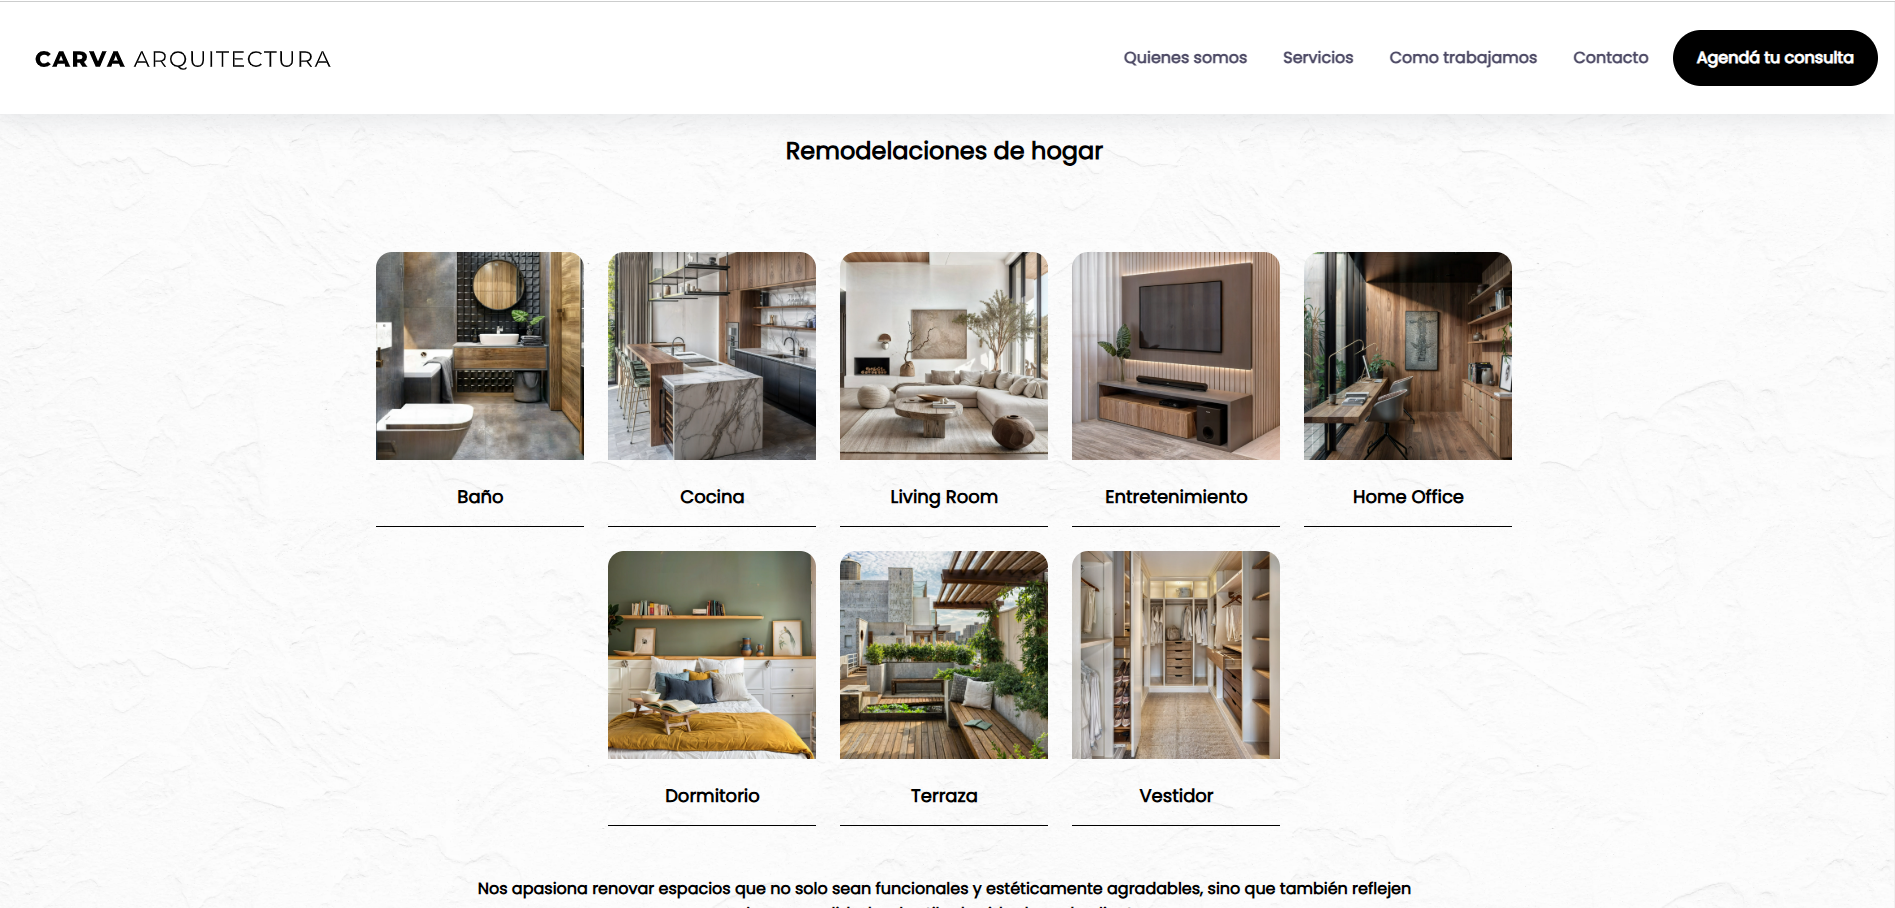 CARVA ARQUITECTURA
Quienes somos
Servicios
Como trabajamos
Contacto
Agendá tu consulta
Remodelaciones de hogar
Baño
Cocina
Living Room
Entretenimiento
Home Office
Dormitorio
Terraza
Vestidor
Nos apasiona renovar espacios que no solo sean funcionales y estéticamente agradables, sino que también reflejen